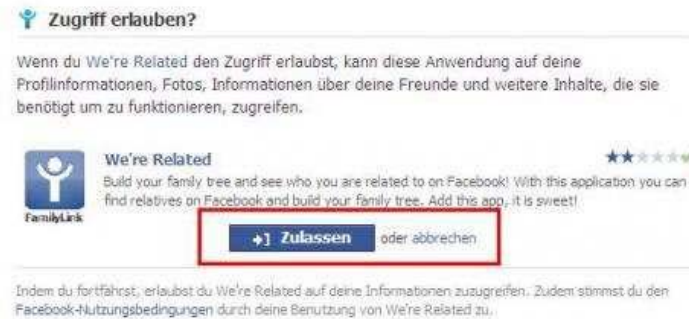 Zugriff erlauben?
Wenn du We're Related den Zugriff erlaubst, kann diese Anwendung auf deine
Profilinformationen, Fotos, Informationen über deine Freunde und weitere Inhalte, die sie
benötigt um zu funktionieren, zugreifen.
We're Related
Build your family tree and see who you are related to on Facebook! With this application you can
find relatives on Facebook and build your family tree. Add this app, it is sweet!
FamilyLink
Zulassen oder abbrechen
Indem du fortfährst, erlaubst du We're Related auf deine Informationen zuzugreifen. Zudem stimmst du den
Facebook-Nutzungsbedingungen durch deine Benutzung von We're Related zu.